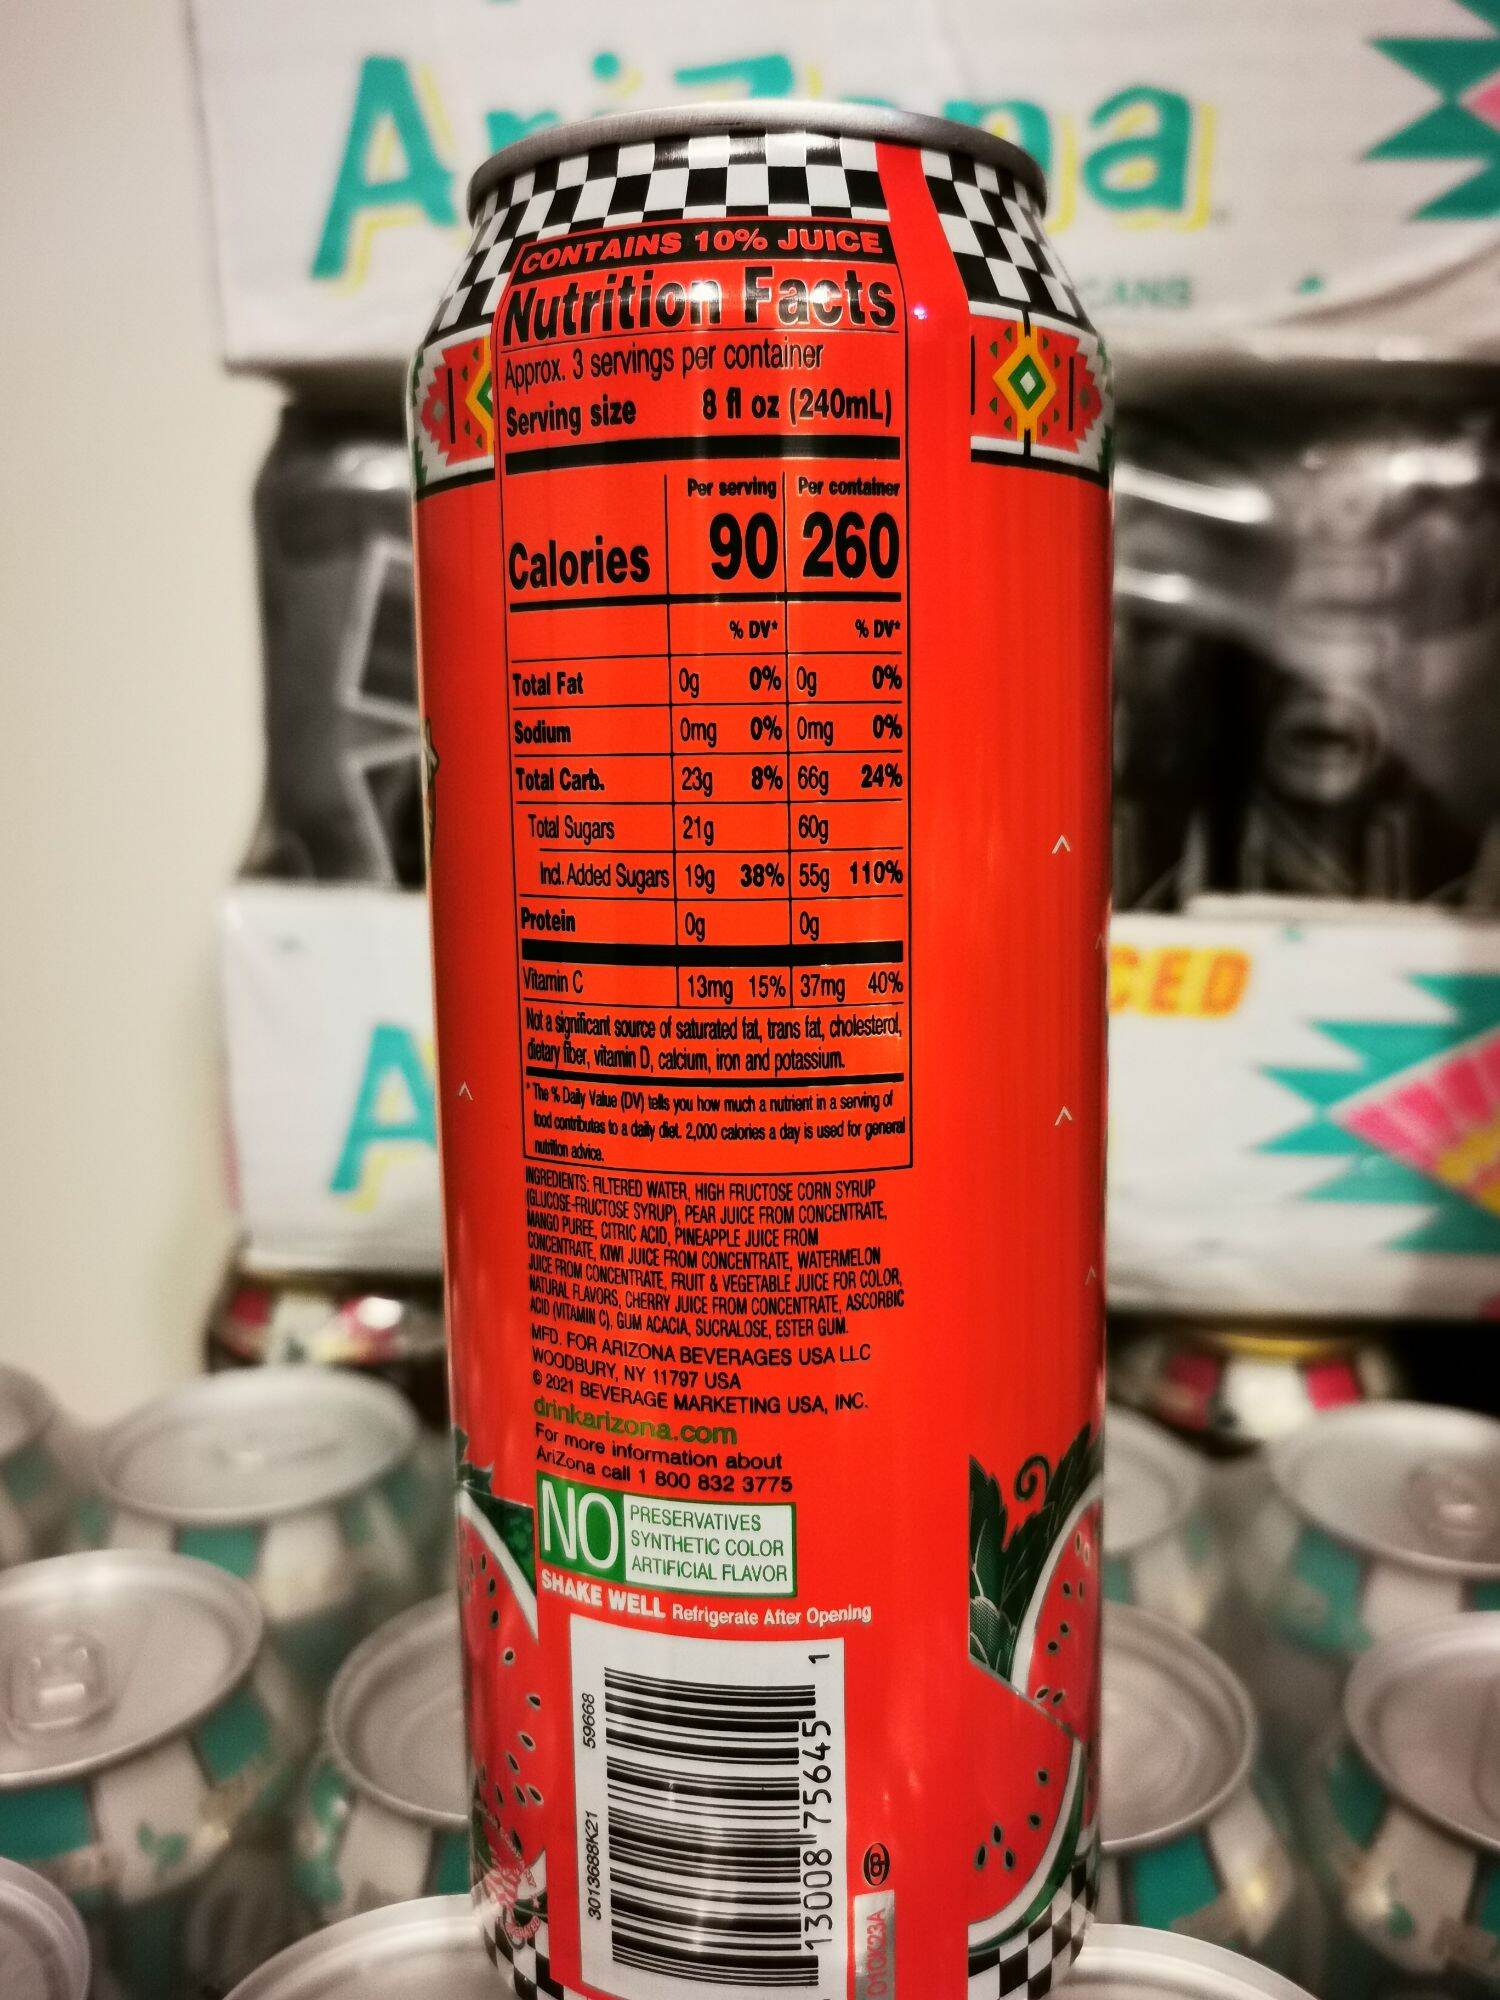 AriZona
CANS
CONTAINS 10% JUICE
Nutrition Facts
Approx. 3 servings per container
Serving size 8 fl oz (240mL)
Per serving Per container
Calories 90 260
% DV* % DV*
Total Fat 0g 0% 0g 0%
Sodium 0mg 0% 0mg 0%
Total Carb. 23g 8% 66g 24%
Total Sugars 21g 60g
Incl. Added Sugars 19g 38% 55g 110%
Protein 0g 0g
Vitamin C 13mg 15% 37mg 40%
Not a significant source of saturated fat, trans fat, cholesterol,
dietary fiber, vitamin D, calcium, iron and potassium.
*The % Daily Value (DV) tells you how much a nutrient in a serving of
food contributes to a daily diet. 2,000 calories a day is used for general
nutrition advice.
INGREDIENTS: FILTERED WATER, HIGH FRUCTOSE CORN SYRUP
(GLUCOSE-FRUCTOSE SYRUP), PEAR JUICE FROM CONCENTRATE,
MANGO PUREE, CITRIC ACID, PINEAPPLE JUICE FROM
CONCENTRATE, KIWI JUICE FROM CONCENTRATE, WATERMELON
JUICE FROM CONCENTRATE, FRUIT & VEGETABLE JUICE FOR COLOR,
NATURAL FLAVORS, CHERRY JUICE FROM CONCENTRATE, ASCORBIC
ACID (VITAMIN C), GUM ACACIA, SUCRALOSE, ESTER GUM.
MFD. FOR ARIZONA BEVERAGES USA LLC
WOODBURY, NY 11797 USA
© 2021 BEVERAGE MARKETING USA, INC.
drinkarizona.com
For more information about
AriZona call 1 800 832 3775
NO PRESERVATIVES
SYNTHETIC COLOR
ARTIFICIAL FLAVOR
SHAKE WELL Refrigerate After Opening
3013688K21 59668
13008 75645 1
010X23A
A
CED